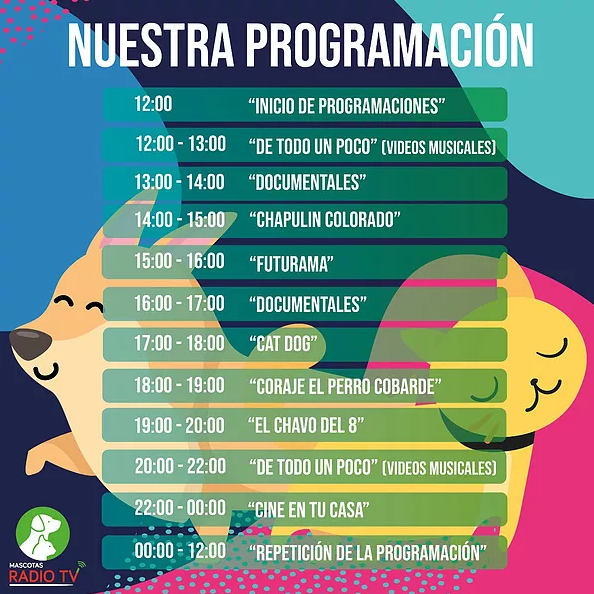 NUESTRA PROGRAMACIÓN
12:00 “INICIO DE PROGRAMACIONES”
12:00 - 13:00 “DE TODO UN POCO” (VIDEOS MUSICALES)
13:00 - 14:00 “DOCUMENTALES”
14:00 - 15:00 “CHAPULIN COLORADO”
15:00 - 16:00 “FUTURAMA”
16:00 - 17:00 “DOCUMENTALES”
17:00 - 18:00 “CAT DOG”
18:00 - 19:00 “CORAJE EL PERRO COBARDE”
19:00 - 20:00 “EL CHAVO DEL 8”
20:00 - 22:00 “DE TODO UN POCO” (VIDEOS MUSICALES)
22:00 - 00:00 “CINE EN TU CASA”
00:00 - 12:00 “REPETICIÓN DE LA PROGRAMACIÓN”
MASCOTAS
RADIO TV